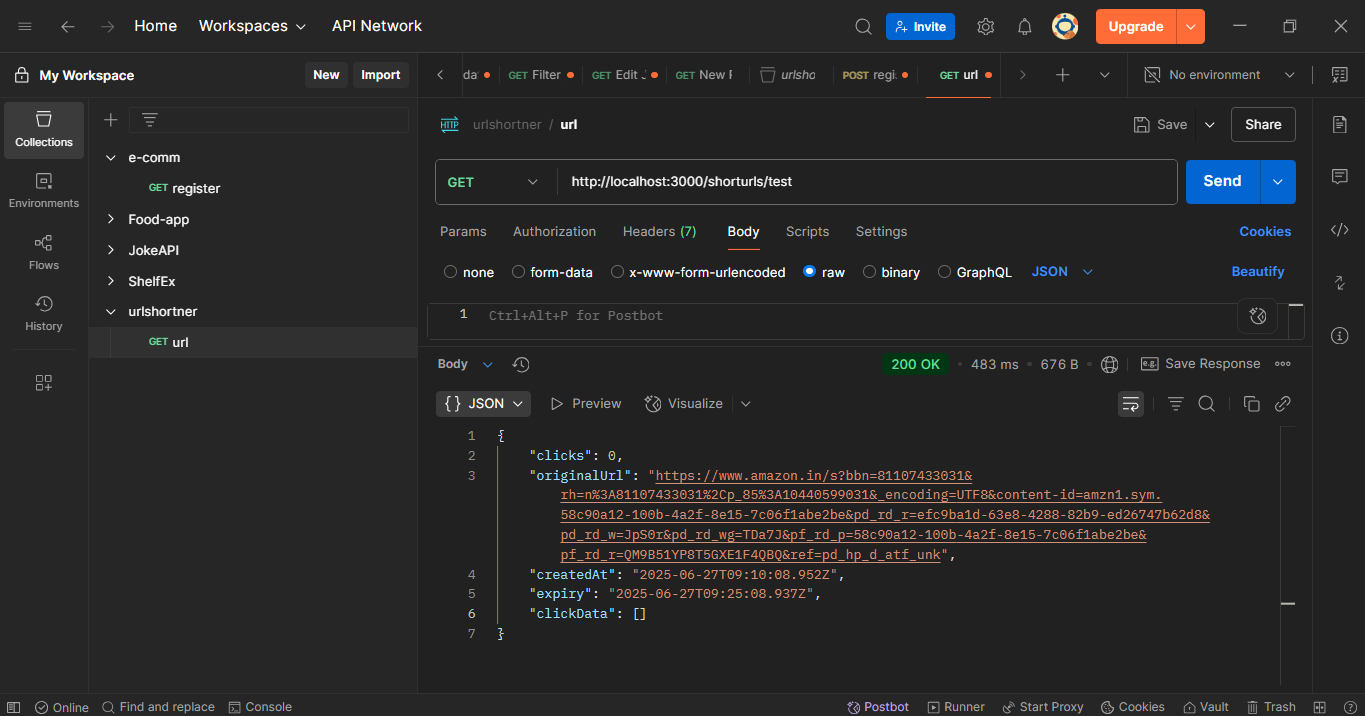 Home Workspaces API Network Invite Upgrade
My Workspace New Import
GET Filter GET Edit GET New urlsho POST regi GET url No environment
Collections
Environments
Flows
History
e-comm
GET register
Food-app
JokeAPI
ShelfEx
urlshortner
GET url
HTTP urlshortner / url Save Share
GET http://localhost:3000/shorturls/test Send
Params Authorization Headers (7) Body Scripts Settings Cookies
none form-data x-www-form-urlencoded raw binary GraphQL JSON Beautify
1 Ctrl+Alt+P for Postbot
Body 200 OK • 483 ms • 676 B • e.g. Save Response
{} JSON Preview Visualize
1 {
2 "clicks": 0,
3 "originalUrl": "https://www.amazon.in/s?bbn=81107433031&
rh=n%3A81107433031%2Cp_85%3A10440599031&_encoding=UTF8&content-id=amzn1.sym.
58c90a12-100b-4a2f-8e15-7c06f1abe2be&pd_rd_r=efc9ba1d-63e8-4288-82b9-ed26747b62d8&
pd_rd_w=JpS0r&pd_rd_wg=TDa7J&pf_rd_p=58c90a12-100b-4a2f-8e15-7c06f1abe2be&
pf_rd_r=QM9B51YP8T5GXE1F4QBQ&ref=pd_hp_d_atf_unk",
4 "createdAt": "2025-06-27T09:10:08.952Z",
5 "expiry": "2025-06-27T09:25:08.937Z",
6 "clickData": []
7 }
Online Find and replace Console Postbot Runner Start Proxy Cookies Vault Trash